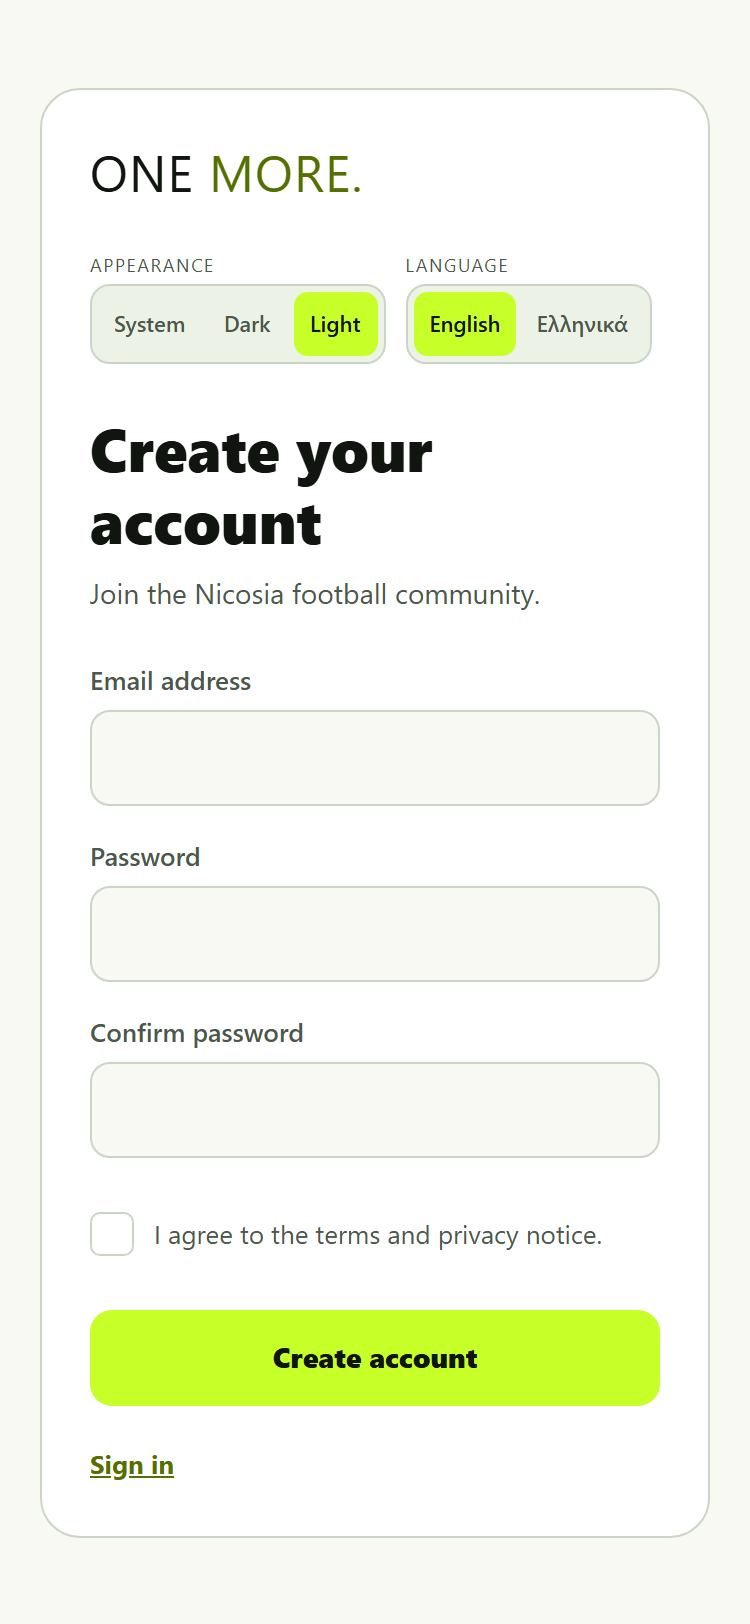 ONE MORE.
APPEARANCE LANGUAGE
System Dark Light English Ελληνικά
Create your
account
Join the Nicosia football community.
Email address
Password
Confirm password
I agree to the terms and privacy notice.
Create account
Sign in